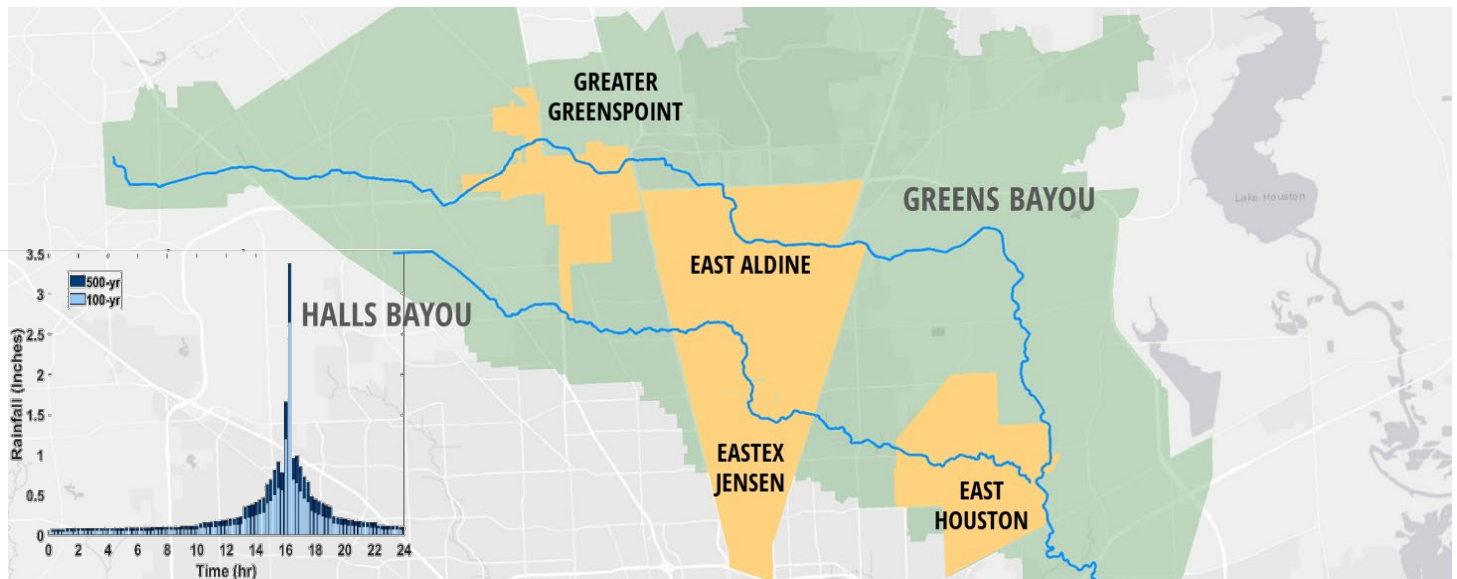 GREATER
GREENSPOINT
GREENS BAYOU
Lake Houston
EAST ALDINE
HALLS BAYOU
EASTEX
JENSEN
EAST
HOUSTON
500-yr
100-yr
Rainfall (Inches)
3.5
3
2.5
2
1.5
1
0.5
0
0 2 4 6 8 10 12 14 16 18 20 22 24
Time (hr)